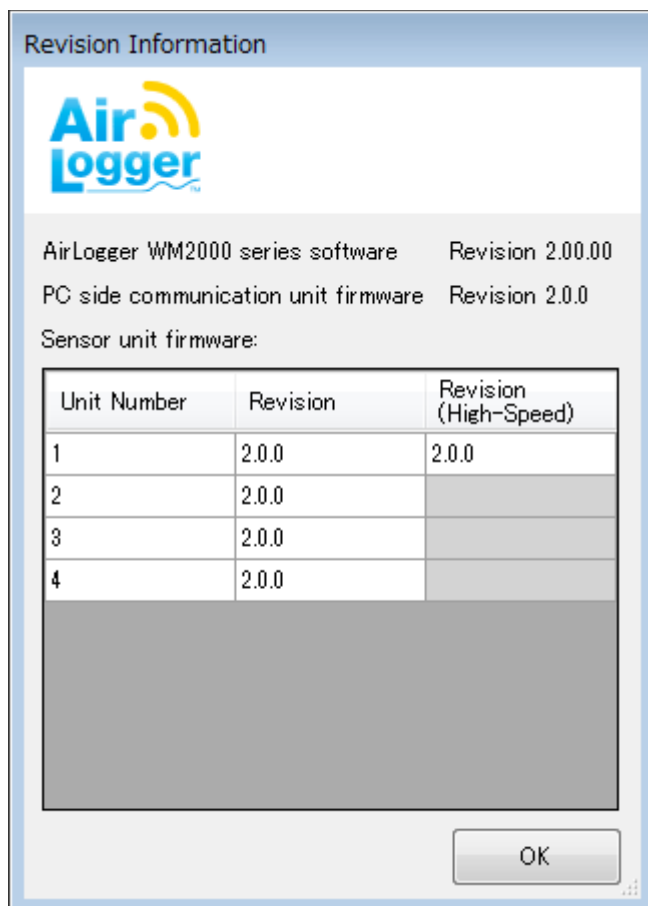 Revision Information
Air
Logger
TM
AirLogger WM2000 series software Revision 2.00.00
PC side communication unit firmware Revision 2.0.0
Sensor unit firmware:
Unit Number Revision Revision
(High-Speed)
1 2.0.0 2.0.0
2 2.0.0
3 2.0.0
4 2.0.0
OK